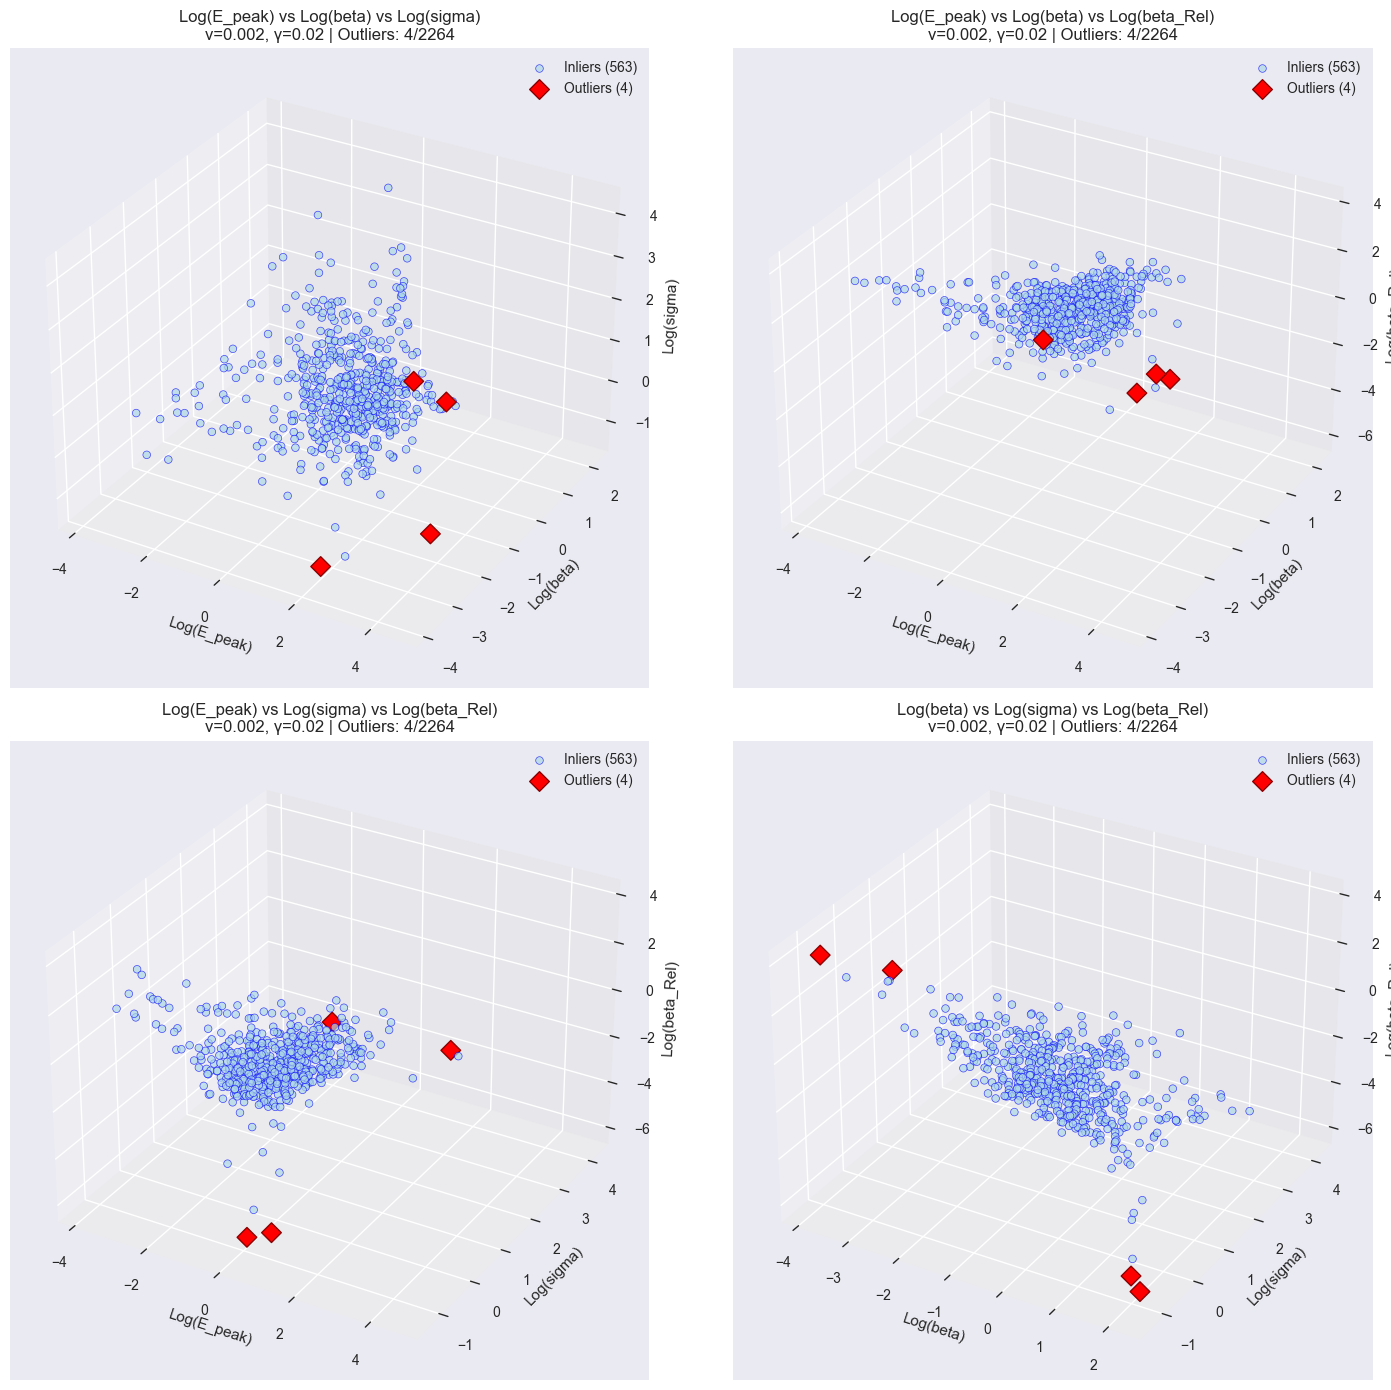 Log(E_peak) vs Log(beta) vs Log(sigma)
v=0.002, γ=0.02 | Outliers: 4/2264
Inliers (563)
Outliers (4)
4
3
2
1
0
−1
Log(sigma)
2
1
0
−1
−2
−3
−4
Log(beta)
−4
−2
0
2
4
Log(E_peak)
Log(E_peak) vs Log(beta) vs Log(beta_Rel)
v=0.002, γ=0.02 | Outliers: 4/2264
Inliers (563)
Outliers (4)
4
2
0
−2
−4
−6
2
1
0
−1
−2
−3
−4
Log(beta)
−4
−2
0
2
4
Log(E_peak)
Log(E_peak) vs Log(sigma) vs Log(beta_Rel)
v=0.002, γ=0.02 | Outliers: 4/2264
Inliers (563)
Outliers (4)
4
2
0
−2
−4
−6
Log(beta_Rel)
4
3
2
1
0
−1
Log(sigma)
−4
−2
0
2
4
Log(E_peak)
Log(beta) vs Log(sigma) vs Log(beta_Rel)
v=0.002, γ=0.02 | Outliers: 4/2264
Inliers (563)
Outliers (4)
4
2
0
−2
−4
−6
4
3
2
1
0
−1
Log(sigma)
−4
−3
−2
−1
0
1
2
Log(beta)